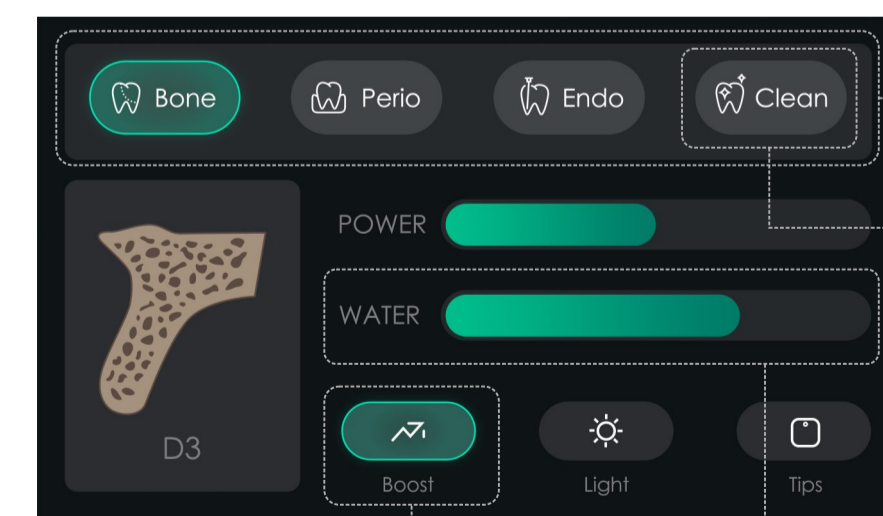 Bone
Perio
Endo
Clean
POWER
WATER
D3
Boost
Light
Tips